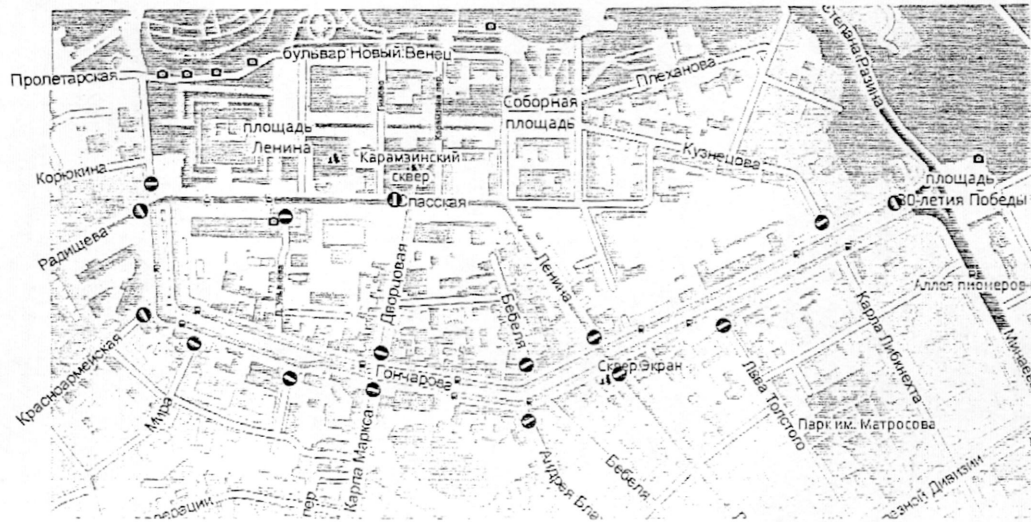 Степана Разина
бульвар Новый Венец
Пролетарская
Плеханова
Соборная
площадь
площадь
Ленина
Карамзинский
сквер
Кузнецова
Корюкина
площадь
30-летия Победы
Спасская
Радищева
Ленина
Аллея пионеров
Дворцовая
Бебеля
Карла Либкнехта
Красноармейская
Гончарова
Сквер Экран
Льва Толстого
Мира
Парк им. Матросова
Карла Маркса
Бебеля
Андрея Бла
пер